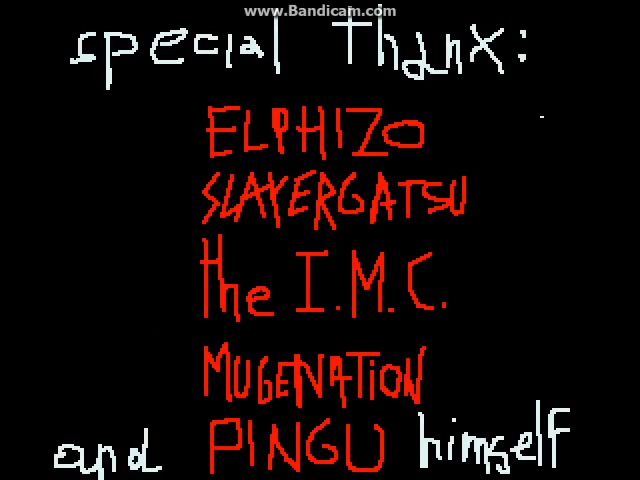 www.Bandicam.com
special Thanx:
ELPHIZO
SLAYERGATSU
the I.M.C.
MUGENATION
and PINGU himself